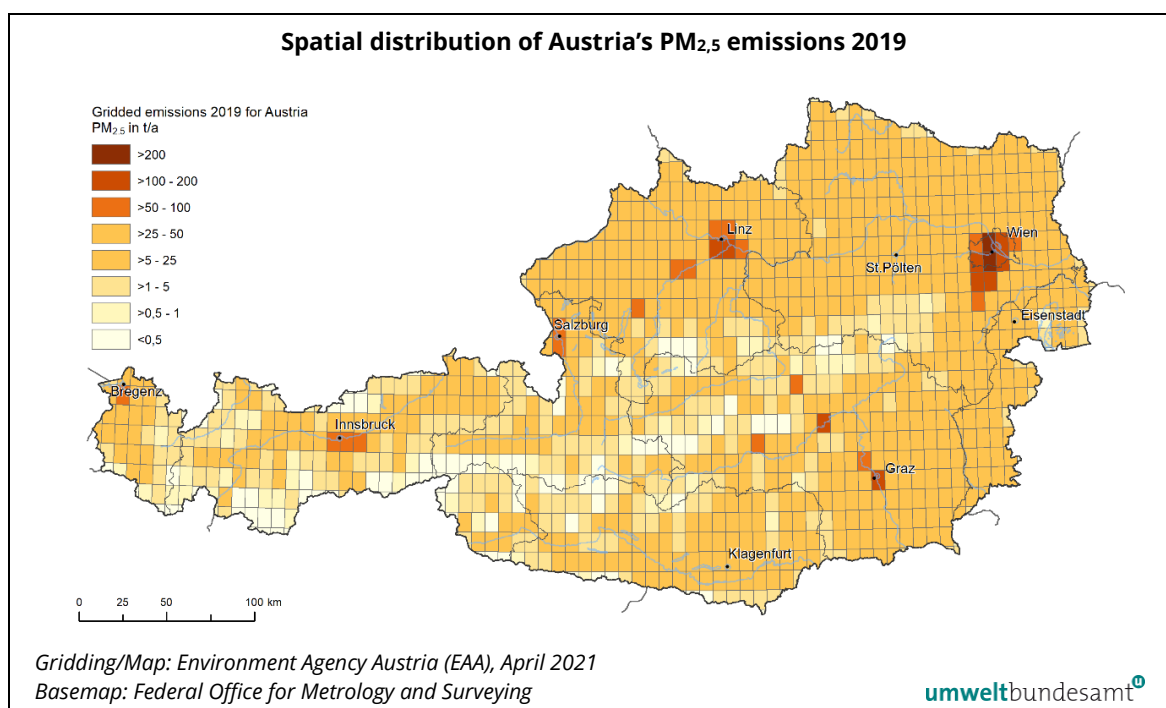 Spatial distribution of Austria's PM2,5 emissions 2019
Gridded emissions 2019 for Austria
PM2.5 in t/a
>200
>100 - 200
>50 - 100
>25 - 50
>5 - 25
>1 - 5
>0,5 - 1
<0,5
Linz
Wien
St.Pölten
Eisenstadt
Salzburg
Bregenz
Innsbruck
Graz
Klagenfurt
0 25 50 100 km
Gridding/Map: Environment Agency Austria (EAA), April 2021
Basemap: Federal Office for Metrology and Surveying
umweltbundesamt u